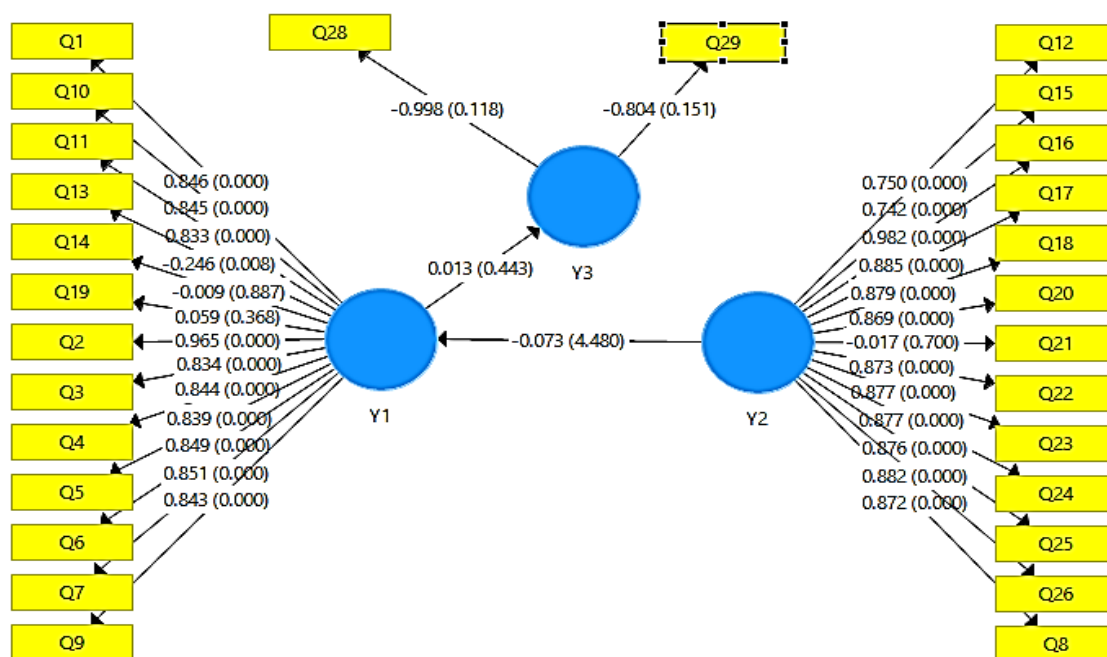 Q1
Q10
Q11
Q13
Q14
Q19
Q2
Q3
Q4
Q5
Q6
Q7
Q9
0.846 (0.000)
0.845 (0.000)
0.833 (0.000)
-0.246 (0.008)
-0.009 (0.887)
0.059 (0.368)
0.965 (0.000)
0.834 (0.000)
0.844 (0.000)
0.839 (0.000)
0.849 (0.000)
0.851 (0.000)
0.843 (0.000)
Q28
Q29
-0.998 (0.118)
-0.804 (0.151)
Y3
0.013 (0.443)
-0.073 (4.480)
Y1
Y2
0.750 (0.000)
0.742 (0.000)
0.982 (0.000)
0.885 (0.000)
0.879 (0.000)
0.869 (0.000)
-0.017 (0.700)
0.873 (0.000)
0.877 (0.000)
0.877 (0.000)
0.876 (0.000)
0.882 (0.000)
0.872 (0.000)
Q12
Q15
Q16
Q17
Q18
Q20
Q21
Q22
Q23
Q24
Q25
Q26
Q8